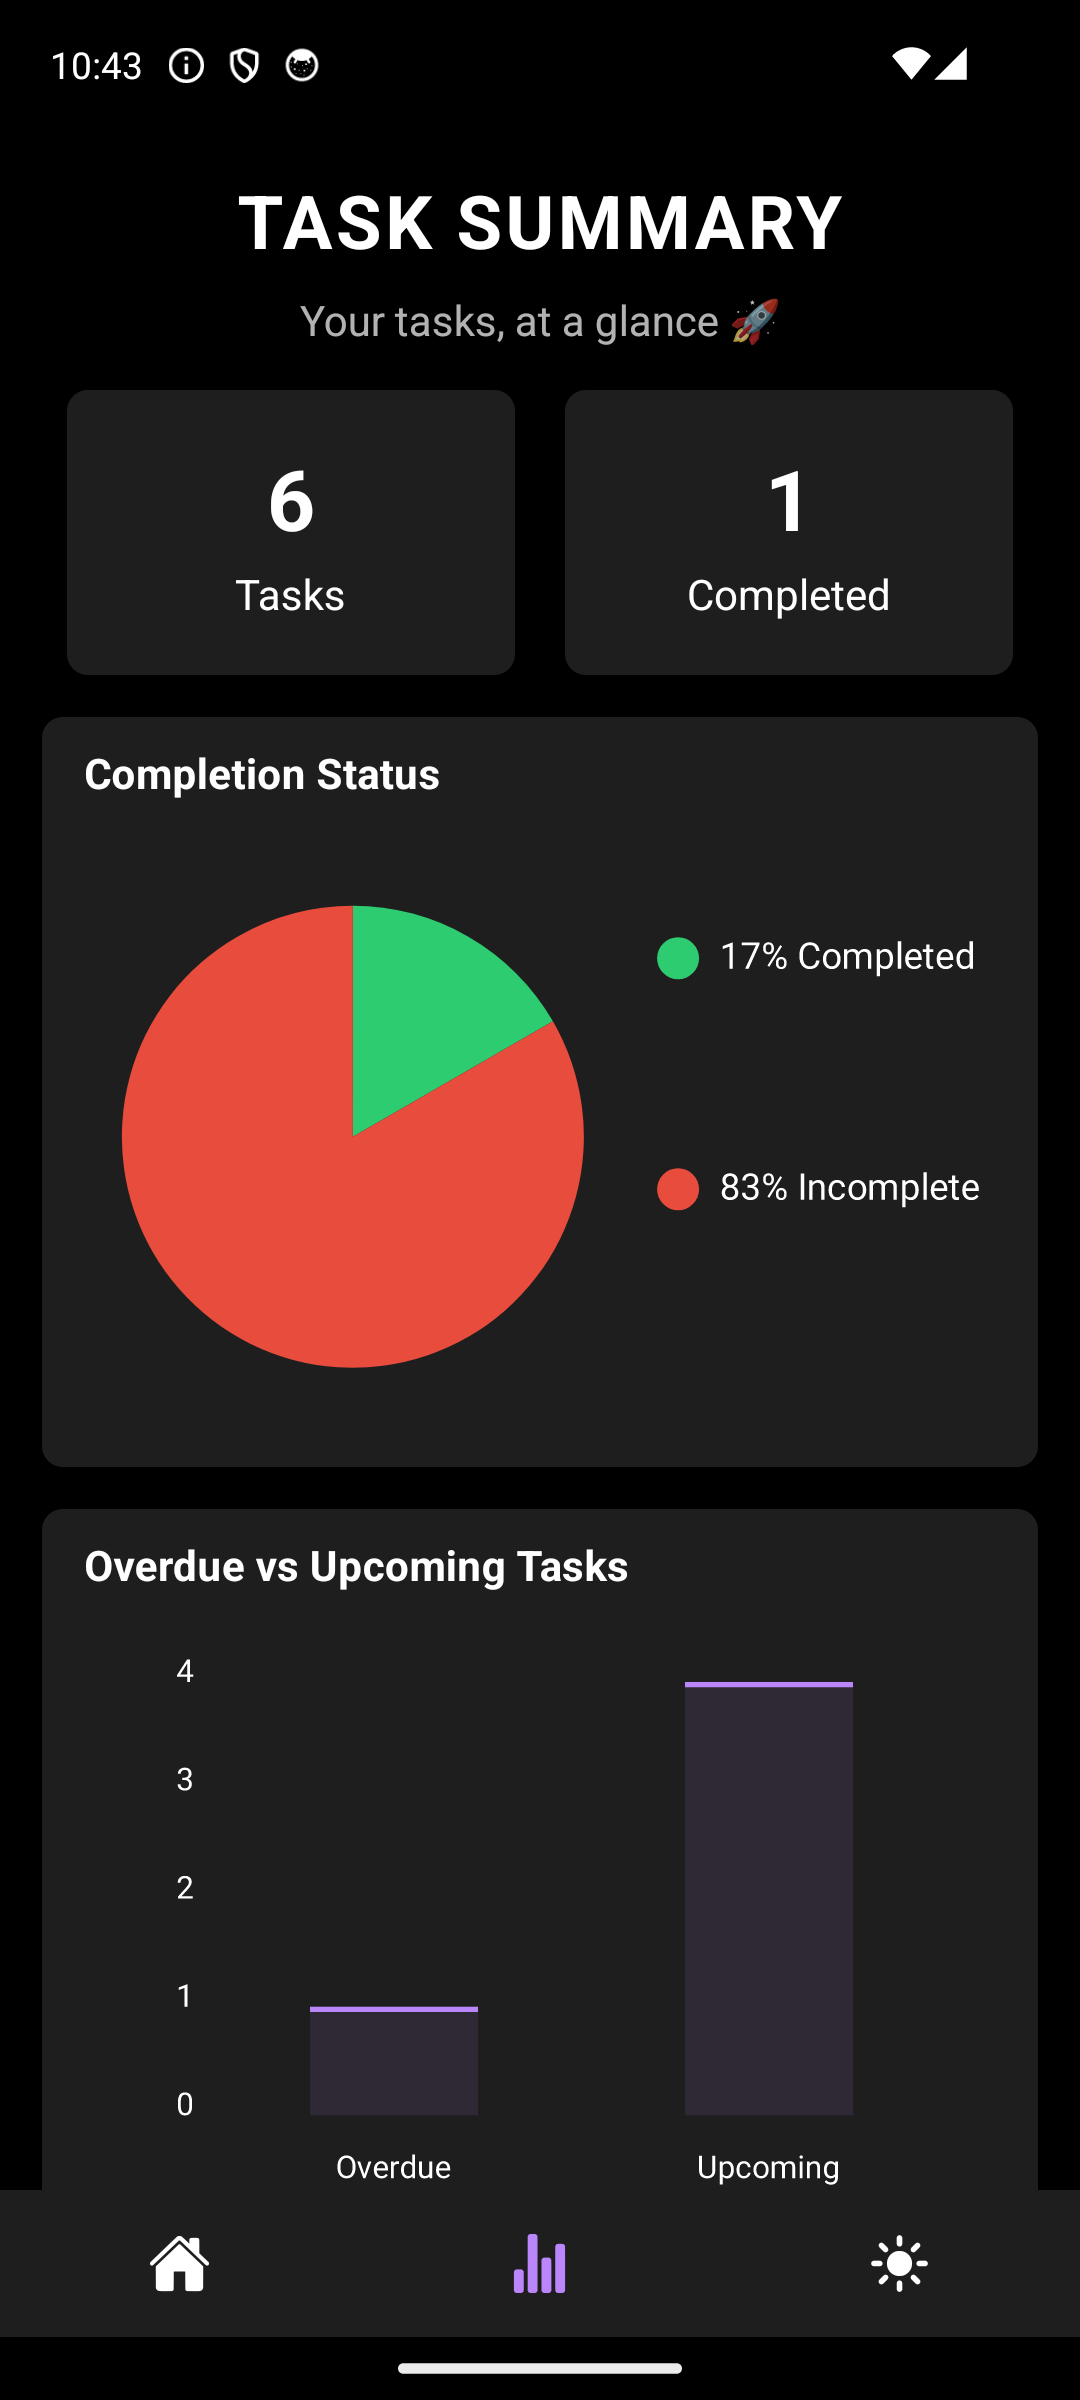 10:43
TASK SUMMARY
Your tasks, at a glance 🚀
6
Tasks
1
Completed
Completion Status
17% Completed
83% Incomplete
Overdue vs Upcoming Tasks
4
3
2
1
0
Overdue
Upcoming